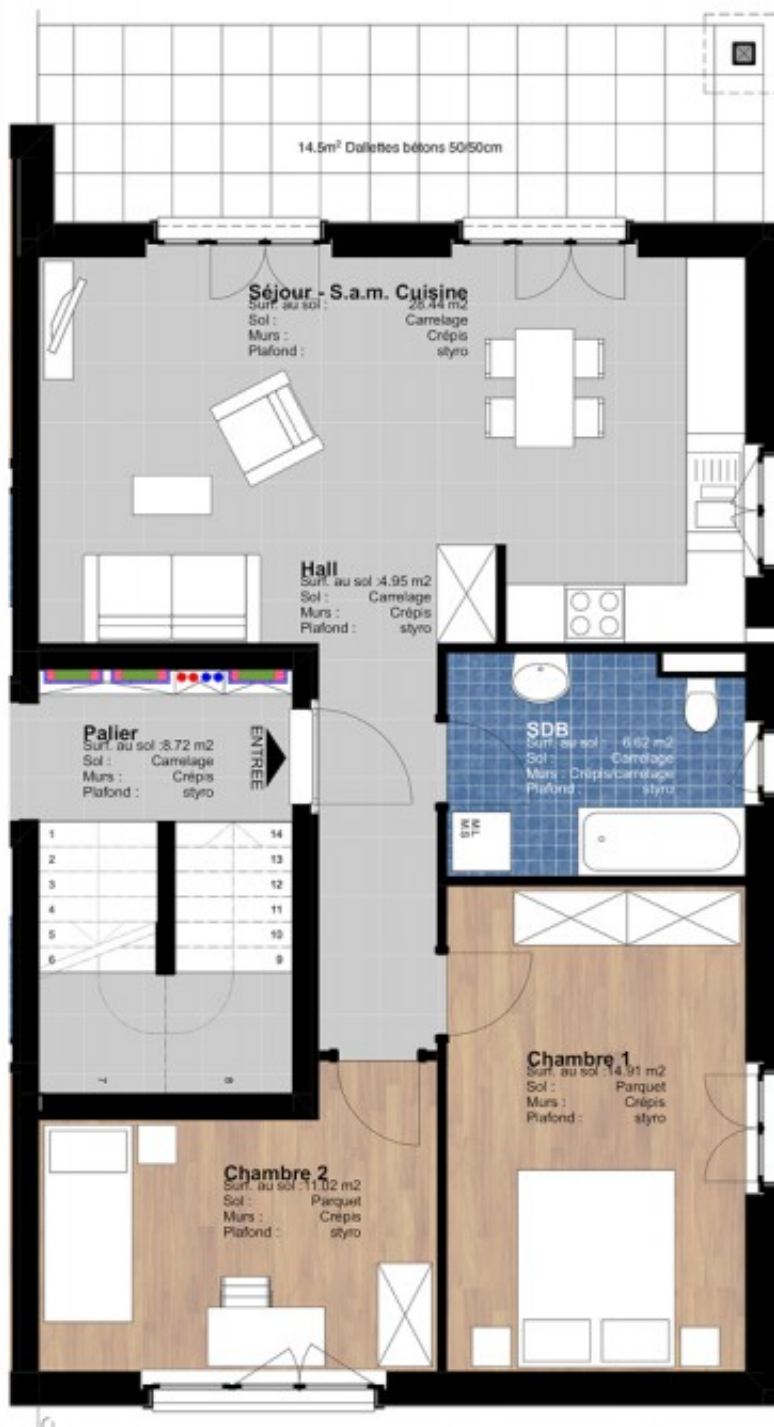 14.5m² Dallettes bétons 50/50cm
Séjour - S.a.m. Cuisine
Surf. au sol : 28.44 m2
Sol : Carrelage
Murs : Crépis
Plafond : styro
Hall
Surf. au sol :4.95 m2
Sol : Carrelage
Murs : Crépis
Plafond : styro
Palier
Surf. au sol :8.72 m2
Sol : Carrelage
Murs : Crépis
Plafond : styro
ENTREE
SDB
Surf. au sol : 6.62 m2
Sol : Carrelage
Murs : Crépis/carrelage
Plafond : styro
ML
MS
1 14
2 13
3 12
4 11
5 10
6 9
7 8
Chambre 1
Surf. au sol :14.91 m2
Sol : Parquet
Murs : Crépis
Plafond : styro
Chambre 2
Surf. au sol :11.02 m2
Sol : Parquet
Murs : Crépis
Plafond : styro